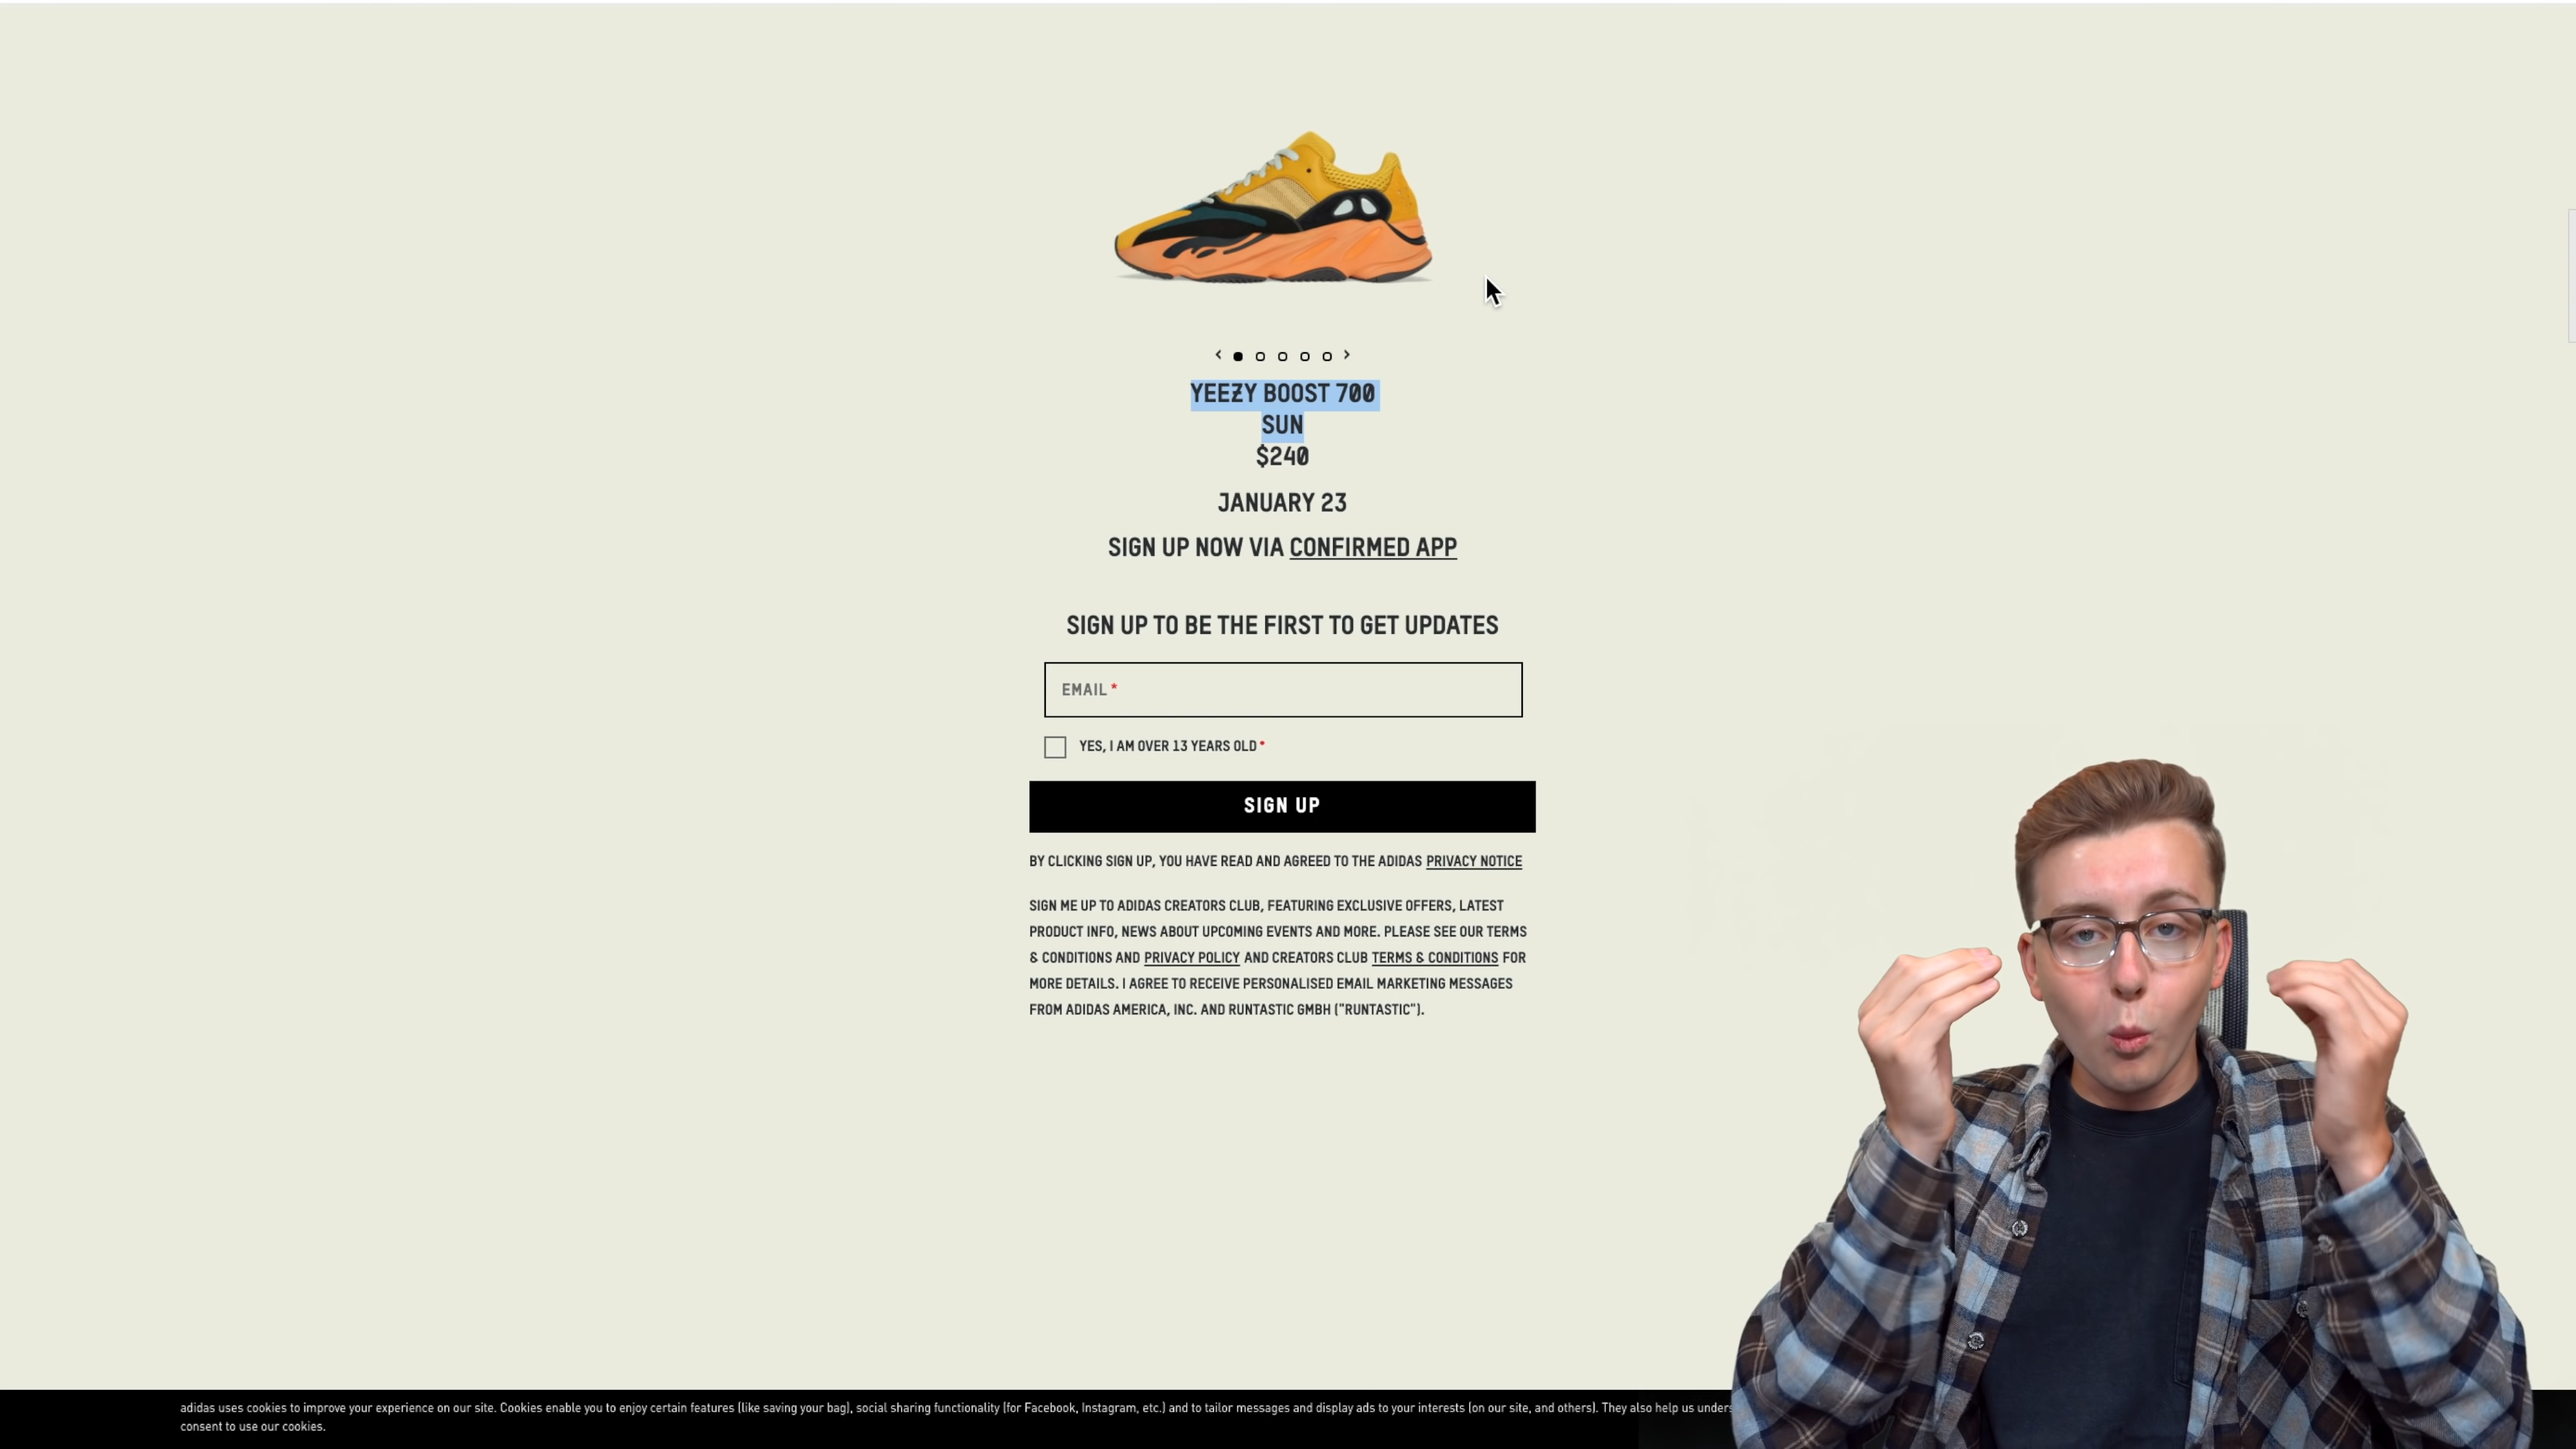 YEEZY BOOST 700
SUN
$240
JANUARY 23
SIGN UP NOW VIA CONFIRMED APP
SIGN UP TO BE THE FIRST TO GET UPDATES
EMAIL*
YES, I AM OVER 13 YEARS OLD*
SIGN UP
BY CLICKING SIGN UP, YOU HAVE READ AND AGREED TO THE ADIDAS PRIVACY NOTICE
SIGN ME UP TO ADIDAS CREATORS CLUB, FEATURING EXCLUSIVE OFFERS, LATEST
PRODUCT INFO, NEWS ABOUT UPCOMING EVENTS AND MORE. PLEASE SEE OUR TERMS
& CONDITIONS AND PRIVACY POLICY AND CREATORS CLUB TERMS & CONDITIONS FOR
MORE DETAILS. I AGREE TO RECEIVE PERSONALISED EMAIL MARKETING MESSAGES
FROM ADIDAS AMERICA, INC. AND RUNTASTIC GMBH ("RUNTASTIC").
adidas uses cookies to improve your experience on our site. Cookies enable you to enjoy certain features (like saving your bag), social sharing functionality (for Facebook, Instagram, etc.) and to tailor messages and display ads to your interests (on our site, and others). They also help us
consent to use our cookies.